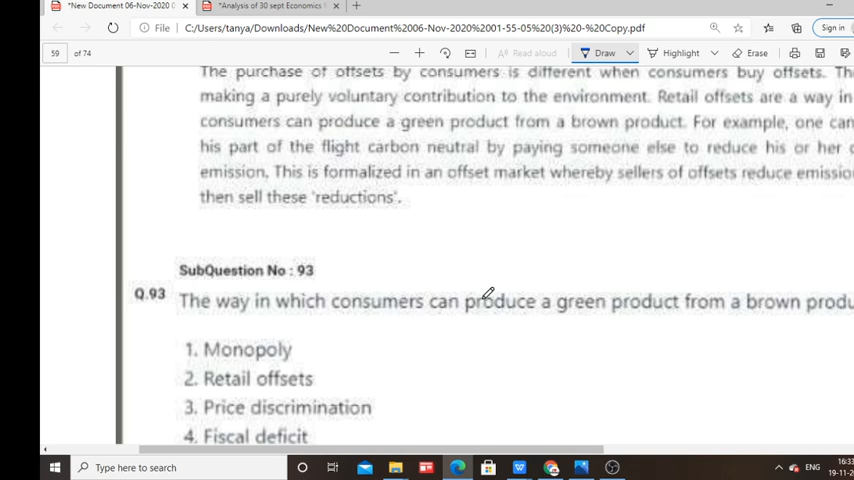 *New Document 06-Nov-2020 0
*Analysis of 30 sept Economics
File C:/Users/tanya/Downloads/New%20Document%2006-Nov-2020%2001-55-05%20(3)%20-%20Copy.pdf Sign in
59 of 74 Read aloud Draw Highlight Erase
The purchase of offsets by consumers is different when consumers buy offsets.
making a purely voluntary contribution to the environment. Retail offsets are a way in
consumers can produce a green product from a brown product. For example, one can
his part of the flight carbon neutral by paying someone else to reduce his or her
emission. This is formalized in an offset market whereby sellers of offsets reduce
then sell these 'reductions'.
SubQuestion No : 93
Q.93 The way in which consumers can produce a green product from a brown
1. Monopoly
2. Retail offsets
3. Price discrimination
4. Fiscal deficit
Type here to search
ENG
16:33